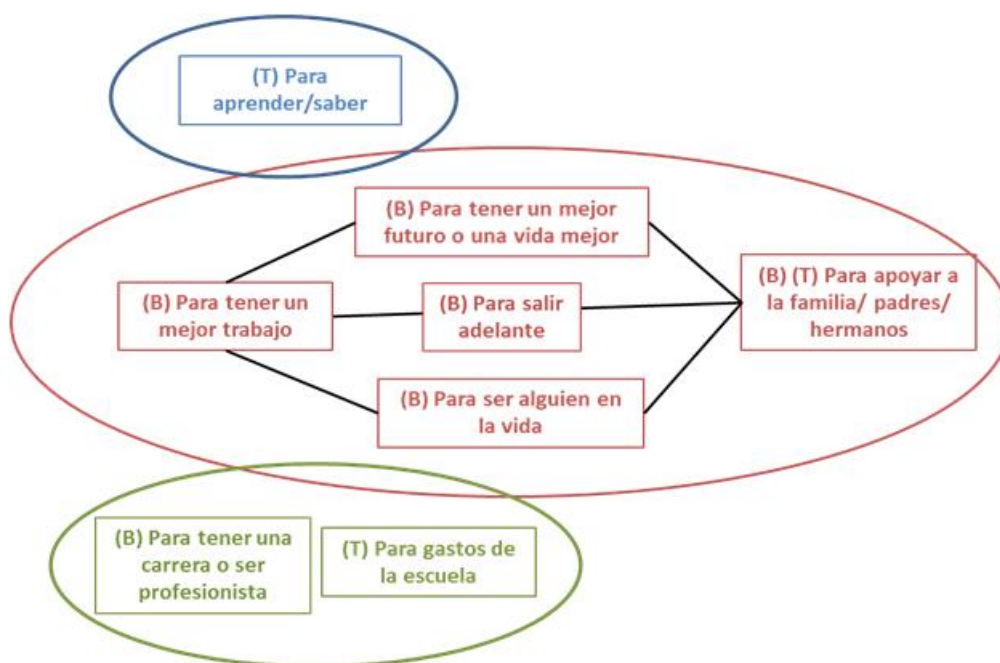 (T) Para
aprender/saber
(B) Para tener un mejor
futuro o una vida mejor
(B) Para tener un
mejor trabajo
(B) Para salir
adelante
(B) (T) Para apoyar a
la familia/ padres/
hermanos
(B) Para ser alguien en
la vida
(B) Para tener una
carrera o ser
profesionista
(T) Para gastos de
la escuela